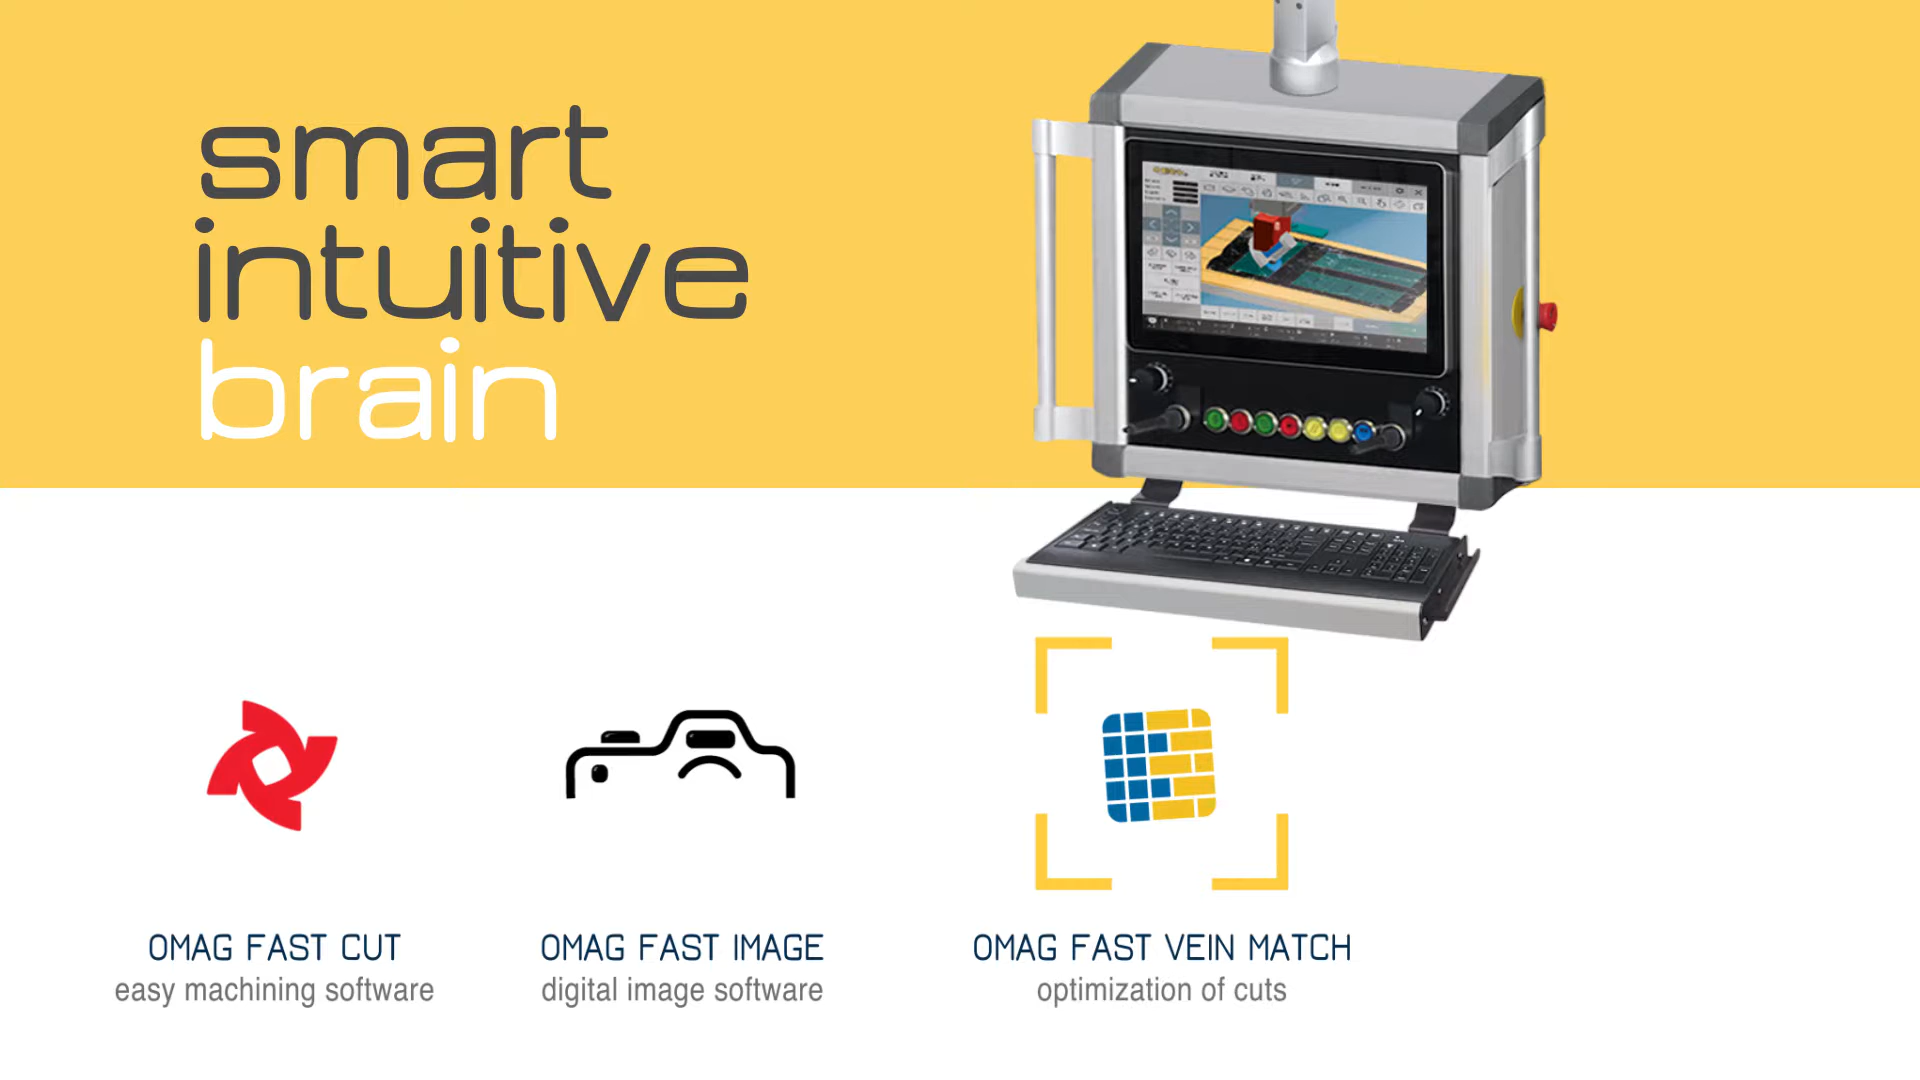 smart
intuitive
brain
OMAG FAST CUT
easy machining software
OMAG FAST IMAGE
digital image software
OMAG FAST VEIN MATCH
optimization of cuts